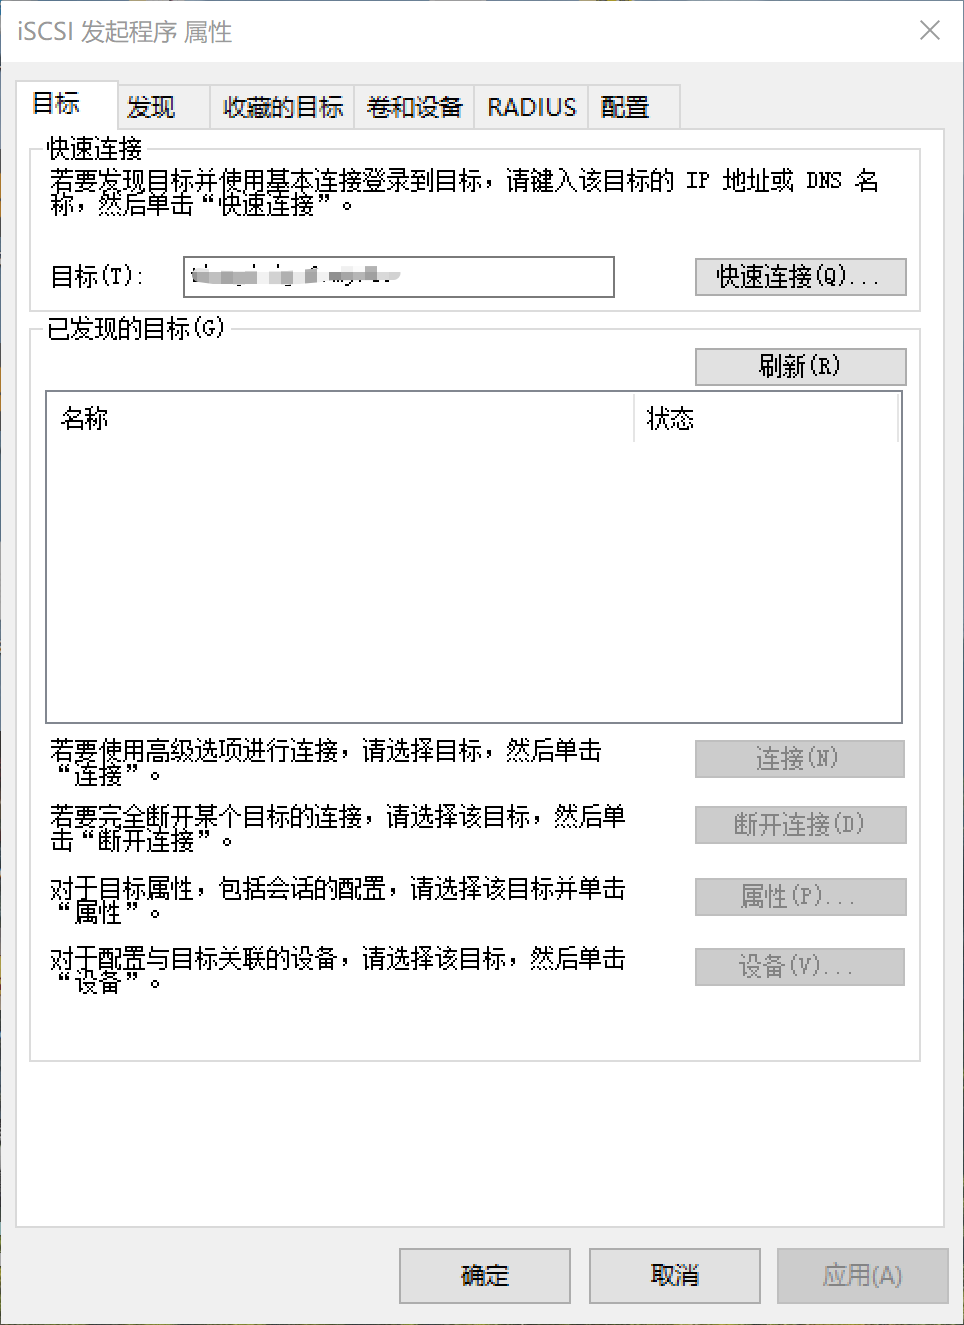 iSCSI 发起程序 属性
目标
发现
收藏的目标
卷和设备
RADIUS
配置
快速连接
若要发现目标并使用基本连接登录到目标，请键入该目标的 IP 地址或 DNS 名
称，然后单击“快速连接”。
目标(T):
快速连接(Q)...
已发现的目标(G)
刷新(R)
名称
状态
若要使用高级选项进行连接，请选择目标，然后单击
“连接”。
连接(N)
若要完全断开某个目标的连接，请选择该目标，然后单
击“断开连接”。
断开连接(D)
对于目标属性，包括会话的配置，请选择该目标并单击
“属性”。
属性(P)...
对于配置与目标关联的设备，请选择该目标，然后单击
“设备”。
设备(V)...
确定
取消
应用(A)